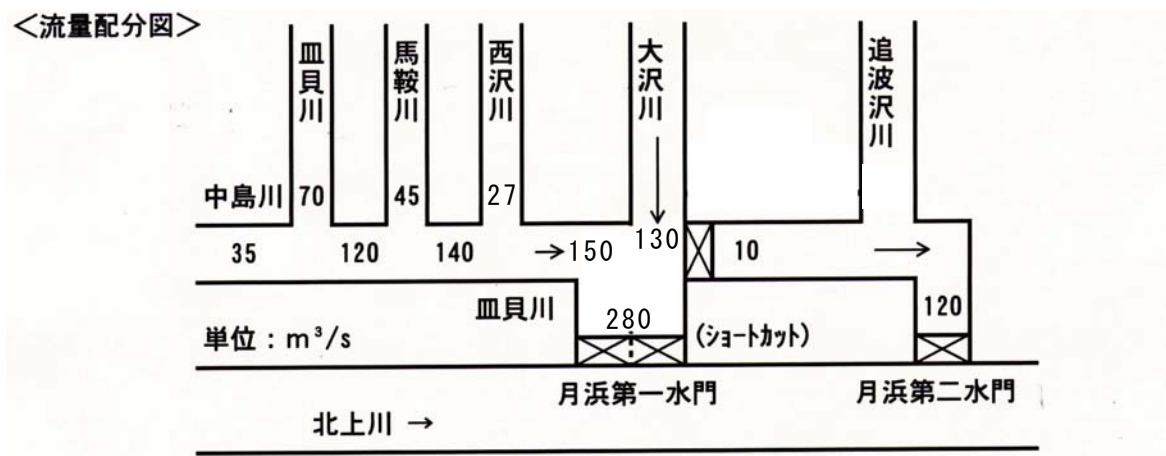 <流量配分図>
皿貝川
馬鞍川
西沢川
大沢川
追波沢川
中島川
70
45
27
35
120
140
→150
130
10
120
皿貝川
280
(ショートカット)
単位：m³/s
月浜第一水門
月浜第二水門
北上川 →